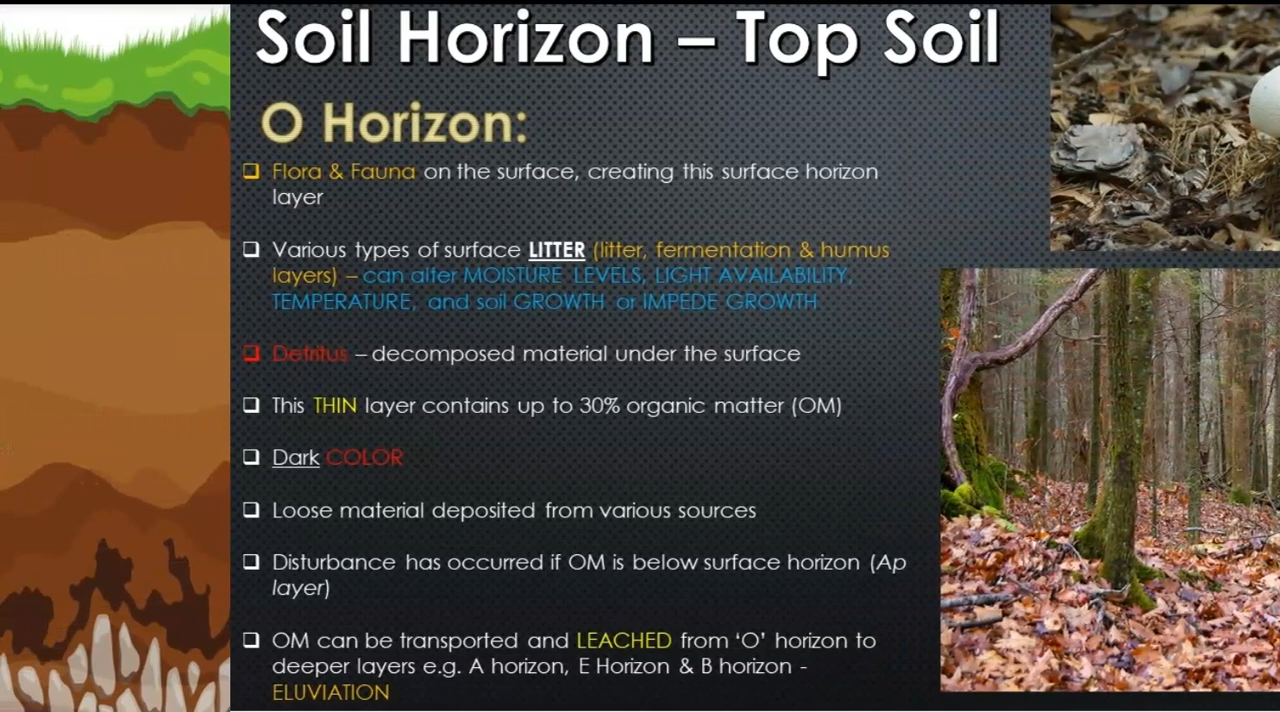 Soil Horizon – Top Soil
O Horizon:
Flora & Fauna on the surface, creating this surface horizon
layer
Various types of surface LITTER (litter, fermentation & humus
layers) – can alter MOISTURE LEVELS, LIGHT AVAILABILITY,
TEMPERATURE, and soil GROWTH or IMPEDE GROWTH
Detritus – decomposed material under the surface
This THIN layer contains up to 30% organic matter (OM)
Dark COLOR
Loose material deposited from various sources
Disturbance has occurred if OM is below surface horizon (Ap
layer)
OM can be transported and LEACHED from ‘O’ horizon to
deeper layers e.g. A horizon, E Horizon & B horizon -
ELUVIATION